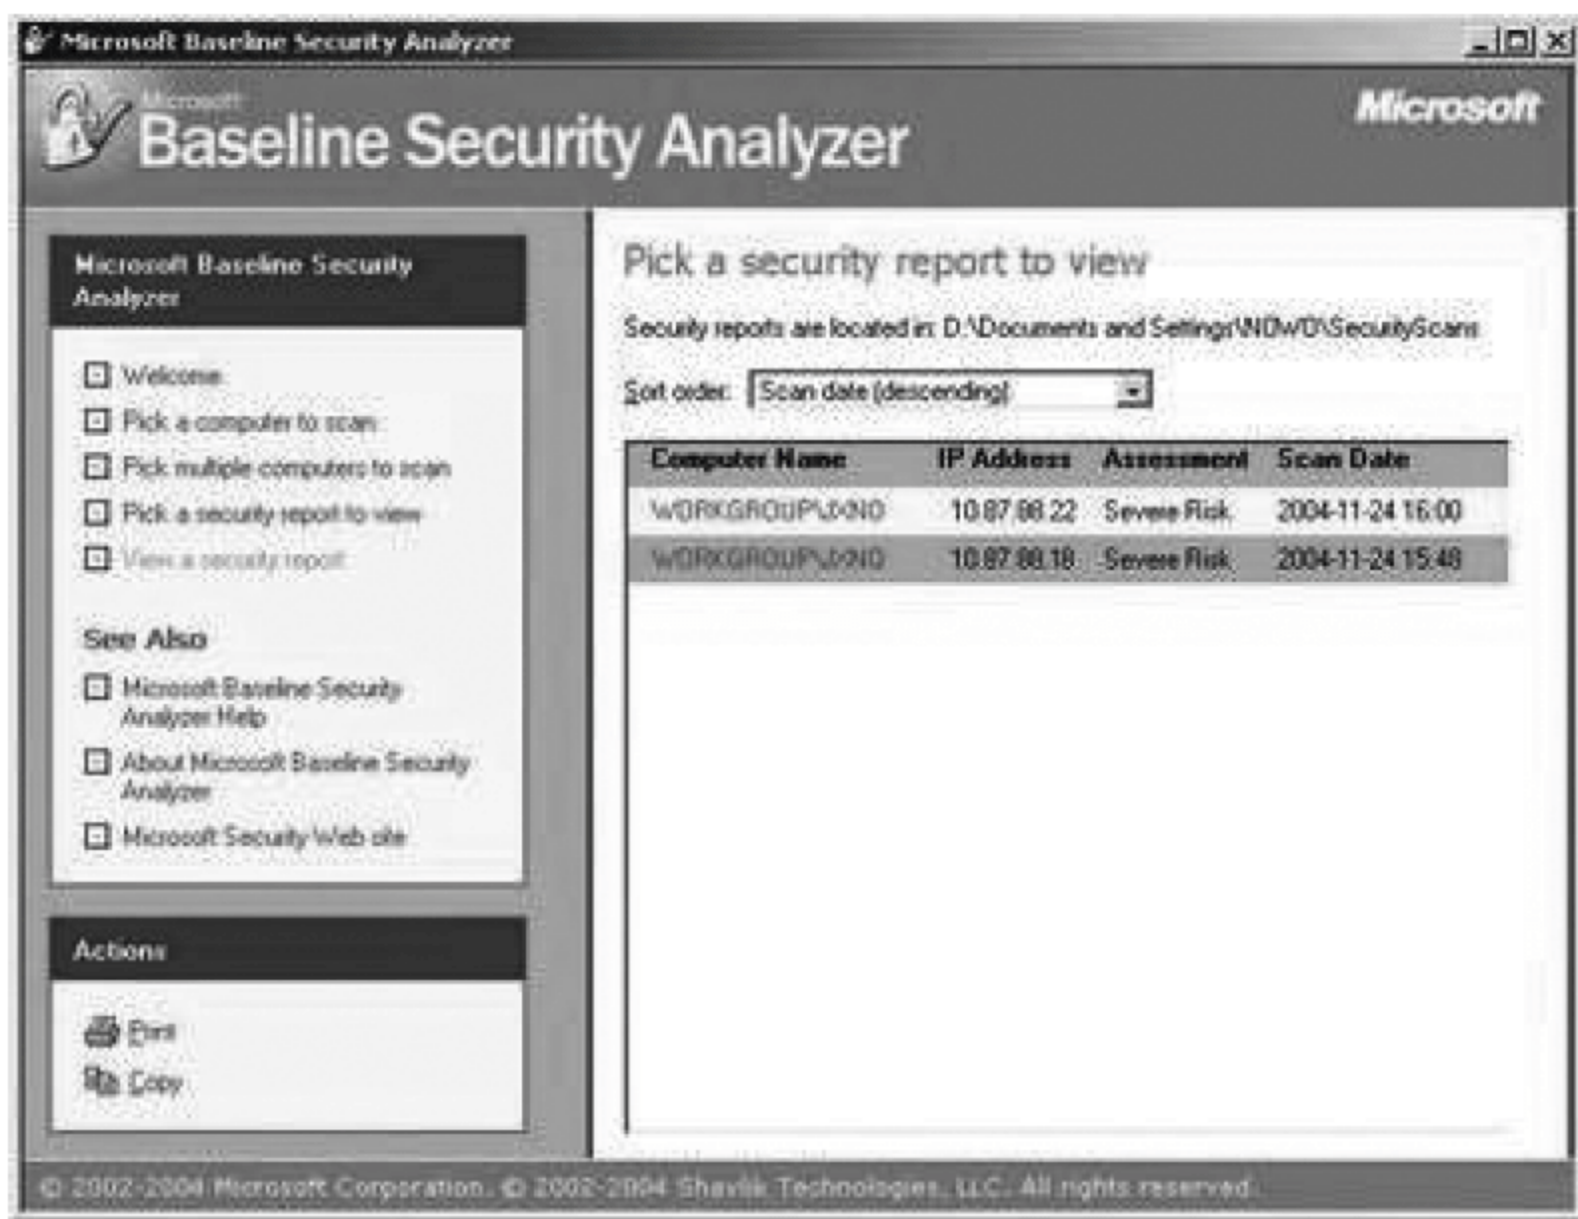 Microsoft Baseline Security Analyzer
Microsoft
Baseline Security Analyzer
Microsoft
Microsoft Baseline Security
Analyzer
Welcome
Pick a computer to scan
Pick multiple computers to scan
Pick a security report to view
View a security report
See Also
Microsoft Baseline Security
Analyzer Help
About Microsoft Baseline Security
Analyzer
Microsoft Security Web site
Actions
Print
Copy
Pick a security report to view
Security reports are located in: D:\Documents and Settings\NOWO\SecurityScans
Sort order: Scan date (descending)
Computer Name IP Address Assessment Scan Date
10.87.88.22 Severe Risk 2004-11-24 16:00
10.87.88.18 Severe Risk 2004-11-24 15:48
© 2002-2004 Microsoft Corporation. © 2002-2004 Shavlik Technologies, LLC. All rights reserved.